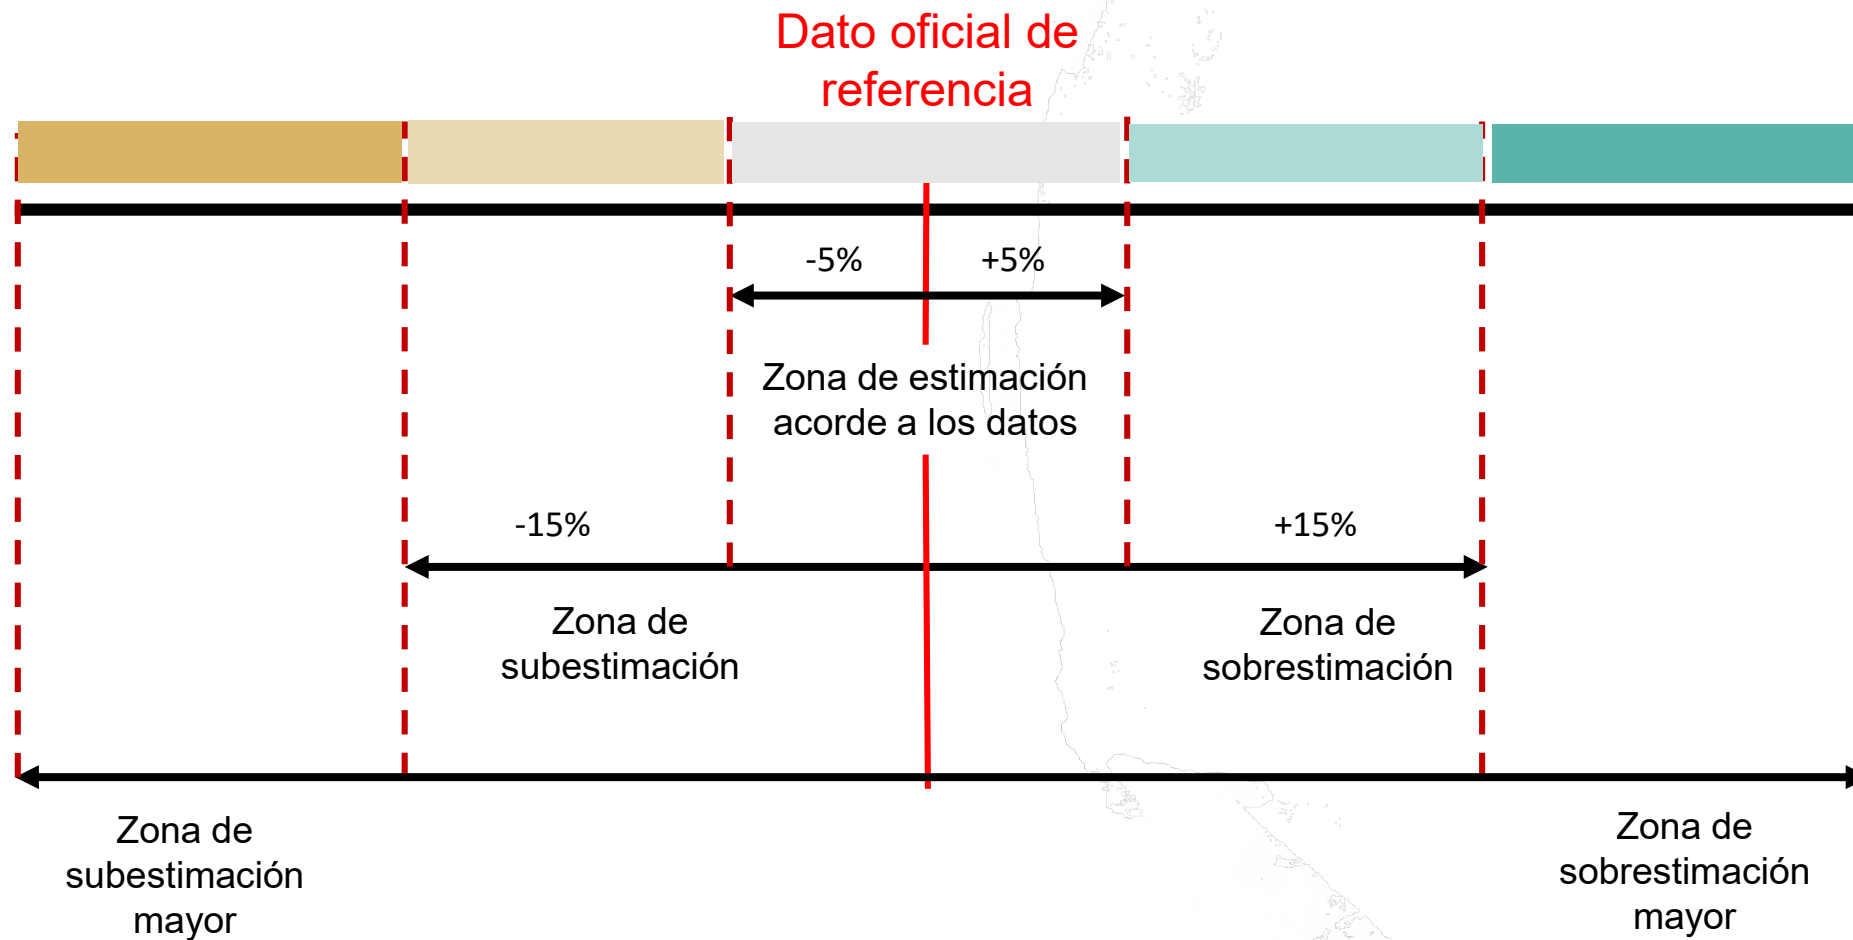 Dato oficial de
referencia
-5%
+5%
Zona de estimación
acorde a los datos
-15%
+15%
Zona de
subestimación
Zona de
sobrestimación
Zona de
subestimación
mayor
Zona de
sobrestimación
mayor